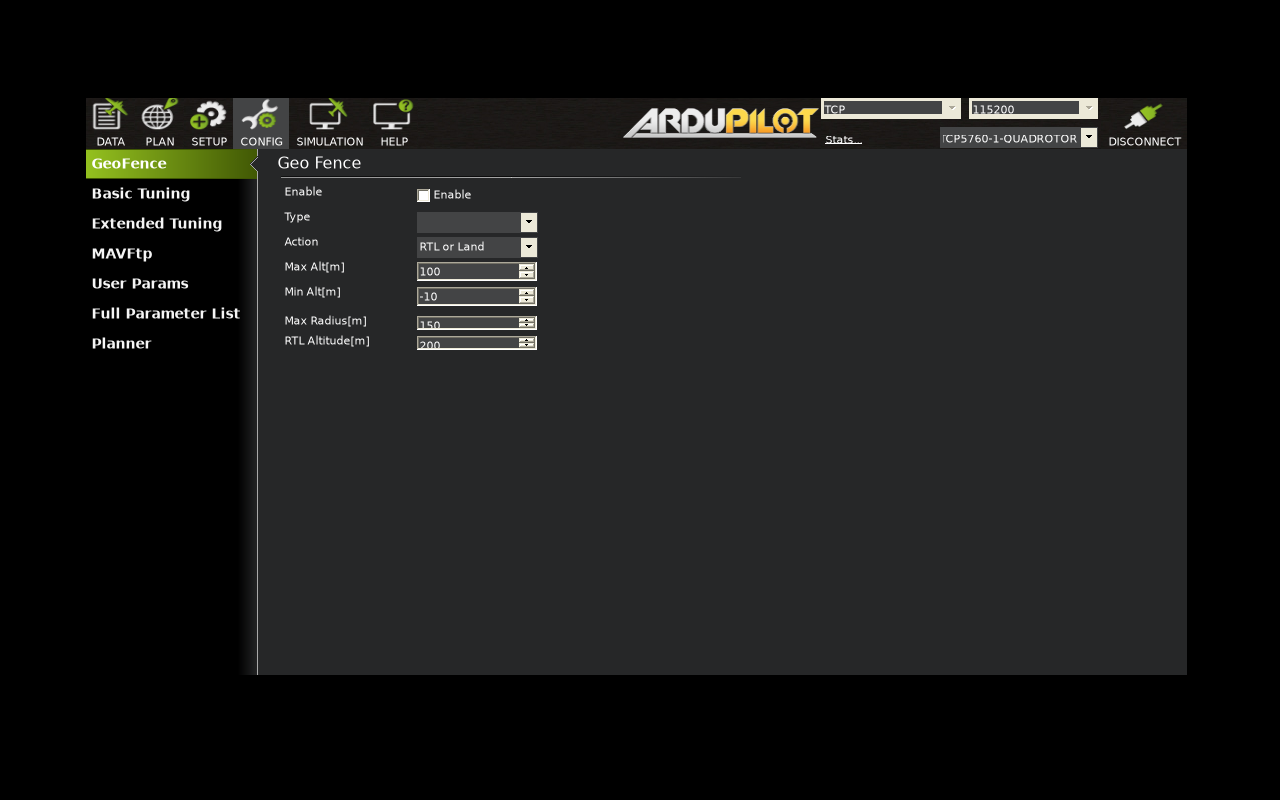 DATA PLAN SETUP CONFIG SIMULATION HELP
ARDUPILOT
TCP 115200
Stats... TCP5760-1-QUADROTOR DISCONNECT
GeoFence
Basic Tuning
Extended Tuning
MAVFtp
User Params
Full Parameter List
Planner
Geo Fence
Enable Enable
Type
Action RTL or Land
Max Alt[m] 100
Min Alt[m] -10
Max Radius[m] 150
RTL Altitude[m] 200